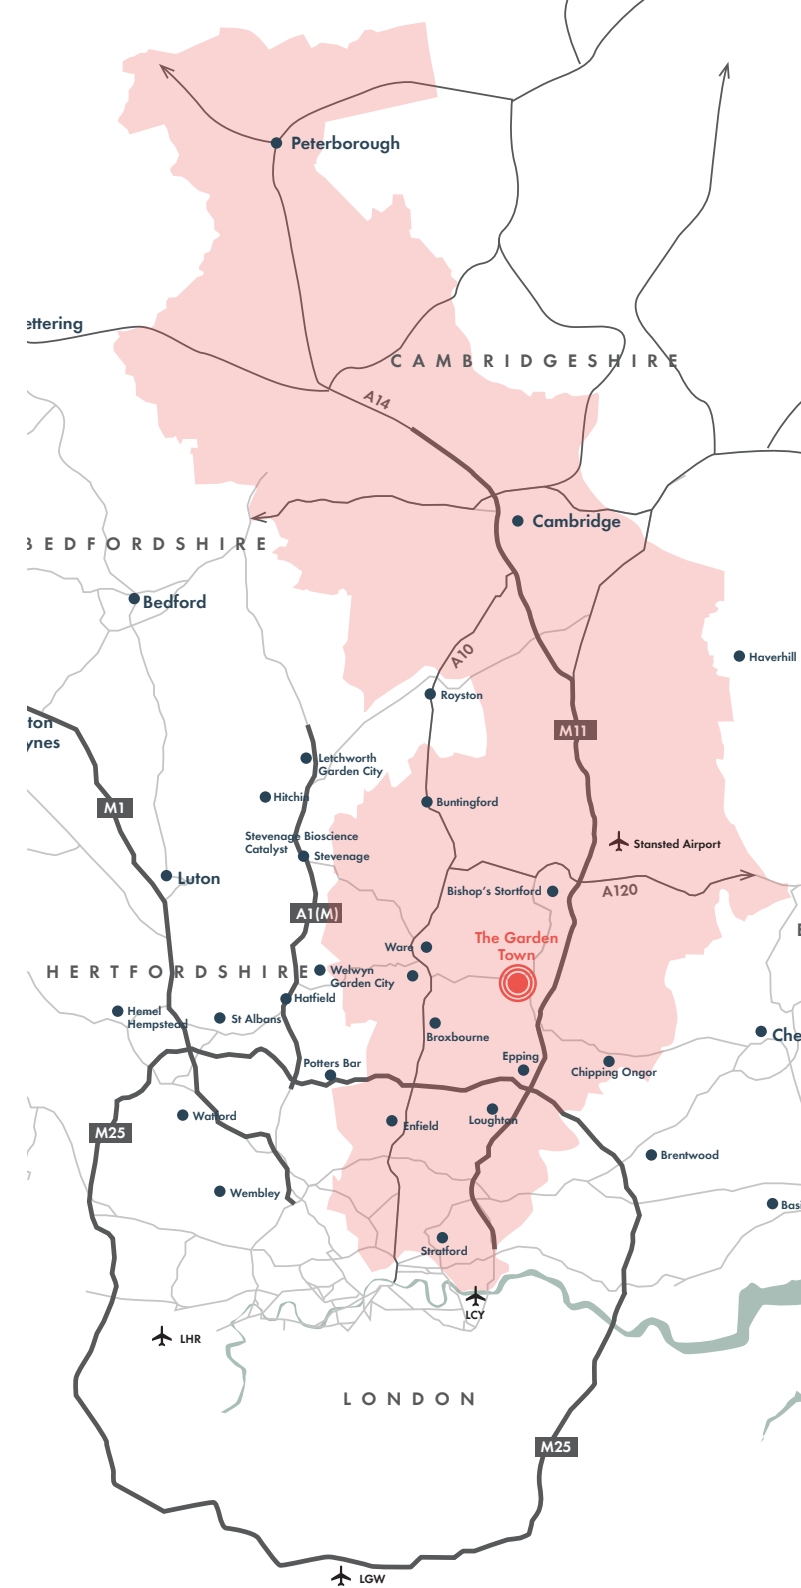 Peterborough
ettering
CAMBRIDGESHIRE
A14
Cambridge
BEDFORDSHIRE
Bedford
A10
Haverhill
Royston
ton
ynes
M11
Letchworth
Garden City
Hitchin
Buntingford
M1
Stevenage Bioscience
Catalyst
Stevenage
Stansted Airport
Luton
Bishop's Stortford
A120
A1(M)
The Garden
Town
Ware
HERTFORDSHIRE
Welwyn
Garden City
Hatfield
Hemel
Hempstead
St Albans
Broxbourne
Che
Epping
Potters Bar
Chipping Ongor
Watford
Enfield
Loughton
M25
Brentwood
Wembley
Basi
Stratford
LCY
LHR
LONDON
M25
LGW